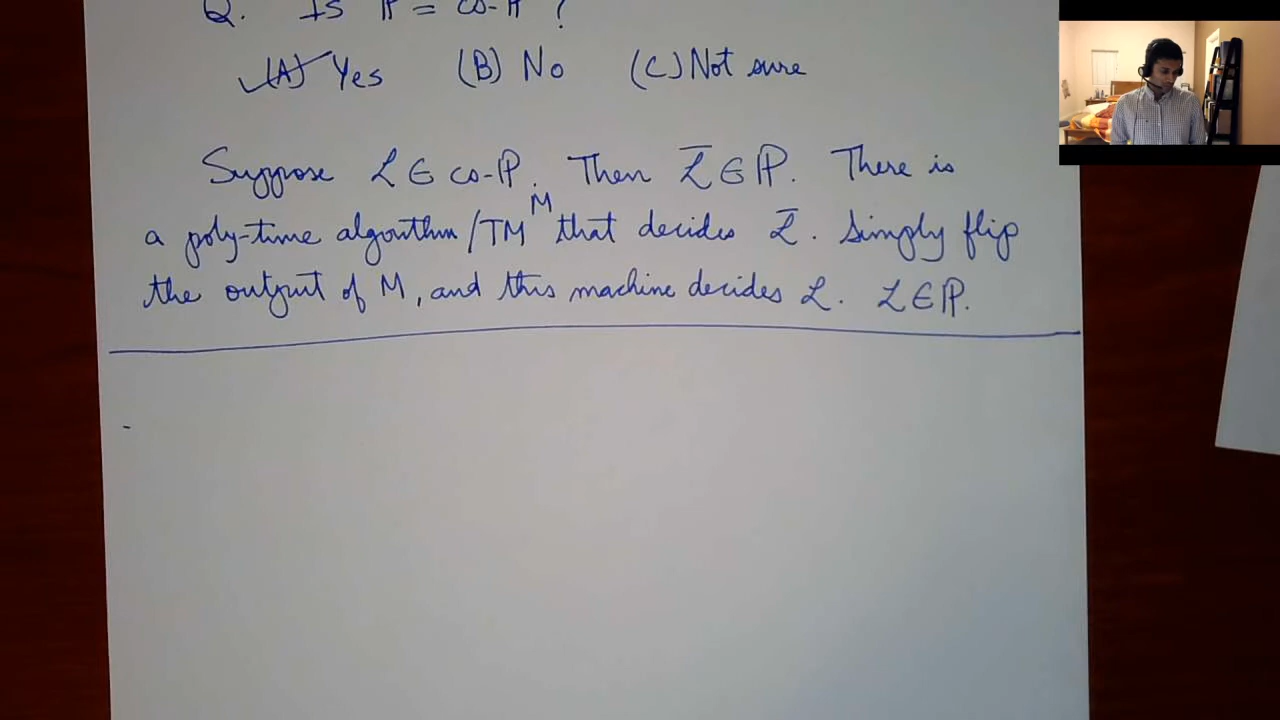 Q. Is ℙ = co-ℙ ?
(A) Yes (B) No (C) Not sure
Suppose L ∈ co-ℙ. Then L̅ ∈ ℙ. There is
a poly-time algorithm/TM M that decides L̅. Simply flip
the output of M, and this machine decides L. L ∈ ℙ.